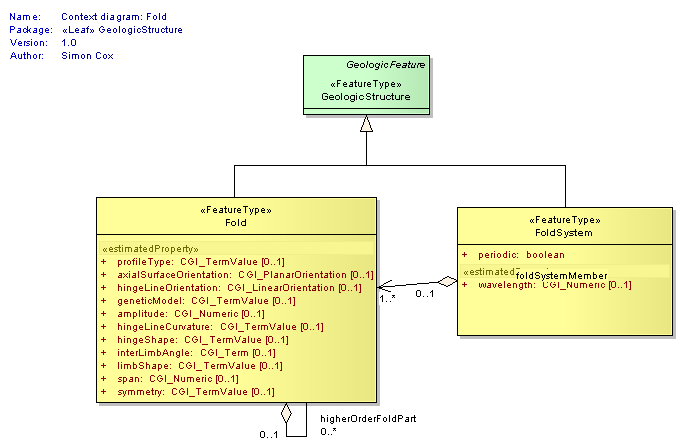 Name: Context diagram: Fold
Package: «Leaf» GeologicStructure
Version: 1.0
Author: Simon Cox
GeologicFeature
«FeatureType»
GeologicStructure
«FeatureType»
Fold
«estimatedProperty»
+ profileType: CGI_TermValue [0..1]
+ axialSurfaceOrientation: CGI_PlanarOrientation [0..1]
+ hingeLineOrientation: CGI_LinearOrientation [0..1]
+ geneticModel: CGI_TermValue [0..1]
+ amplitude: CGI_Numeric [0..1]
+ hingeLineCurvature: CGI_TermValue [0..1]
+ hingeShape: CGI_TermValue [0..1]
+ interLimbAngle: CGI_Term [0..1]
+ limbShape: CGI_TermValue [0..1]
+ span: CGI_Numeric [0..1]
+ symmetry: CGI_TermValue [0..1]
«FeatureType»
FoldSystem
+ periodic: boolean
foldSystemMember
+ wavelength: CGI_Numeric [0..1]
1..*
0..1
higherOrderFoldPart
0..1
0..*